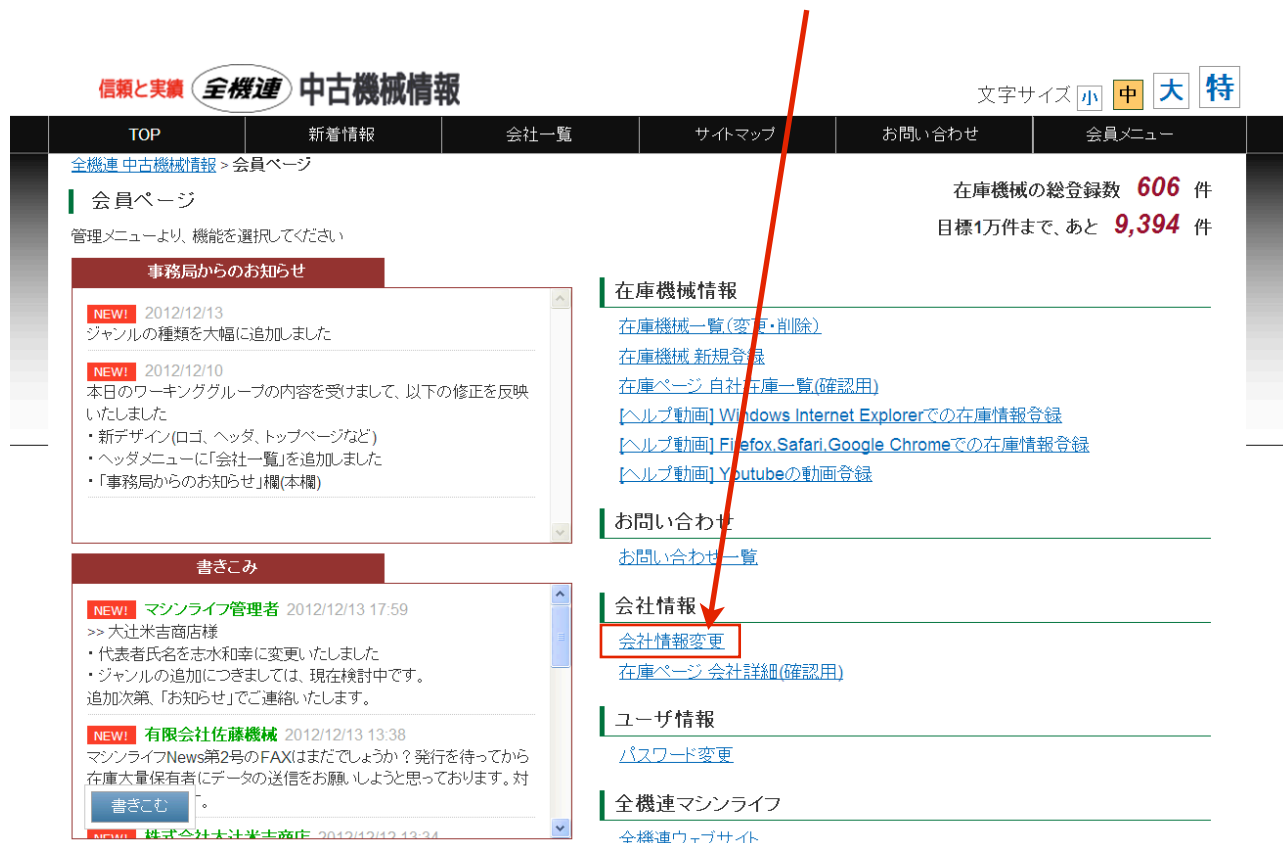 信頼と実績 全機連 中古機械情報
文字サイズ 小 中 大 特
TOP 新着情報 会社一覧 サイトマップ お問い合わせ 会員メニュー
全機連 中古機械情報 > 会員ページ
会員ページ
管理メニューより、機能を選択してください
在庫機械の総登録数 606 件
目標1万件まで、あと 9,394 件
事務局からのお知らせ
NEW! 2012/12/13
ジャンルの種類を大幅に追加しました
NEW! 2012/12/10
本日のワーキンググループの内容を受けまして、以下の修正を反映
いたしました
・新デザイン(ロゴ、ヘッダ、トップページなど)
・ヘッダメニューに「会社一覧」を追加しました
・「事務局からのお知らせ」欄(本欄)
書きこみ
NEW! マシンライフ管理者 2012/12/13 17:59
>> 大辻米吉商店様
・代表者氏名を志水和幸に変更いたしました
・ジャンルの追加につきましては、現在検討中です。
追加次第、「お知らせ」でご連絡いたします。
NEW! 有限会社佐藤機械 2012/12/13 13:38
マシンライフNews第2号のFAXはまだでしょうか?発行を待ってから
在庫大量保有者にデータの送信をお願いしようと思っております。対
。
書きこむ
NEW! 株式会社大辻米吉商店 2012/12/12 13:34
在庫機械情報
在庫機械一覧(変更・削除)
在庫機械 新規登録
在庫ページ 自社在庫一覧(確認用)
[ヘルプ動画] Windows Internet Explorerでの在庫情報登録
[ヘルプ動画] Firefox,Safari,Google Chromeでの在庫情報登録
[ヘルプ動画] Youtubeの動画登録
お問い合わせ
お問い合わせ一覧
会社情報
会社情報変更
在庫ページ 会社詳細(確認用)
ユーザ情報
パスワード変更
全機連マシンライフ
全機連ウェブサイト